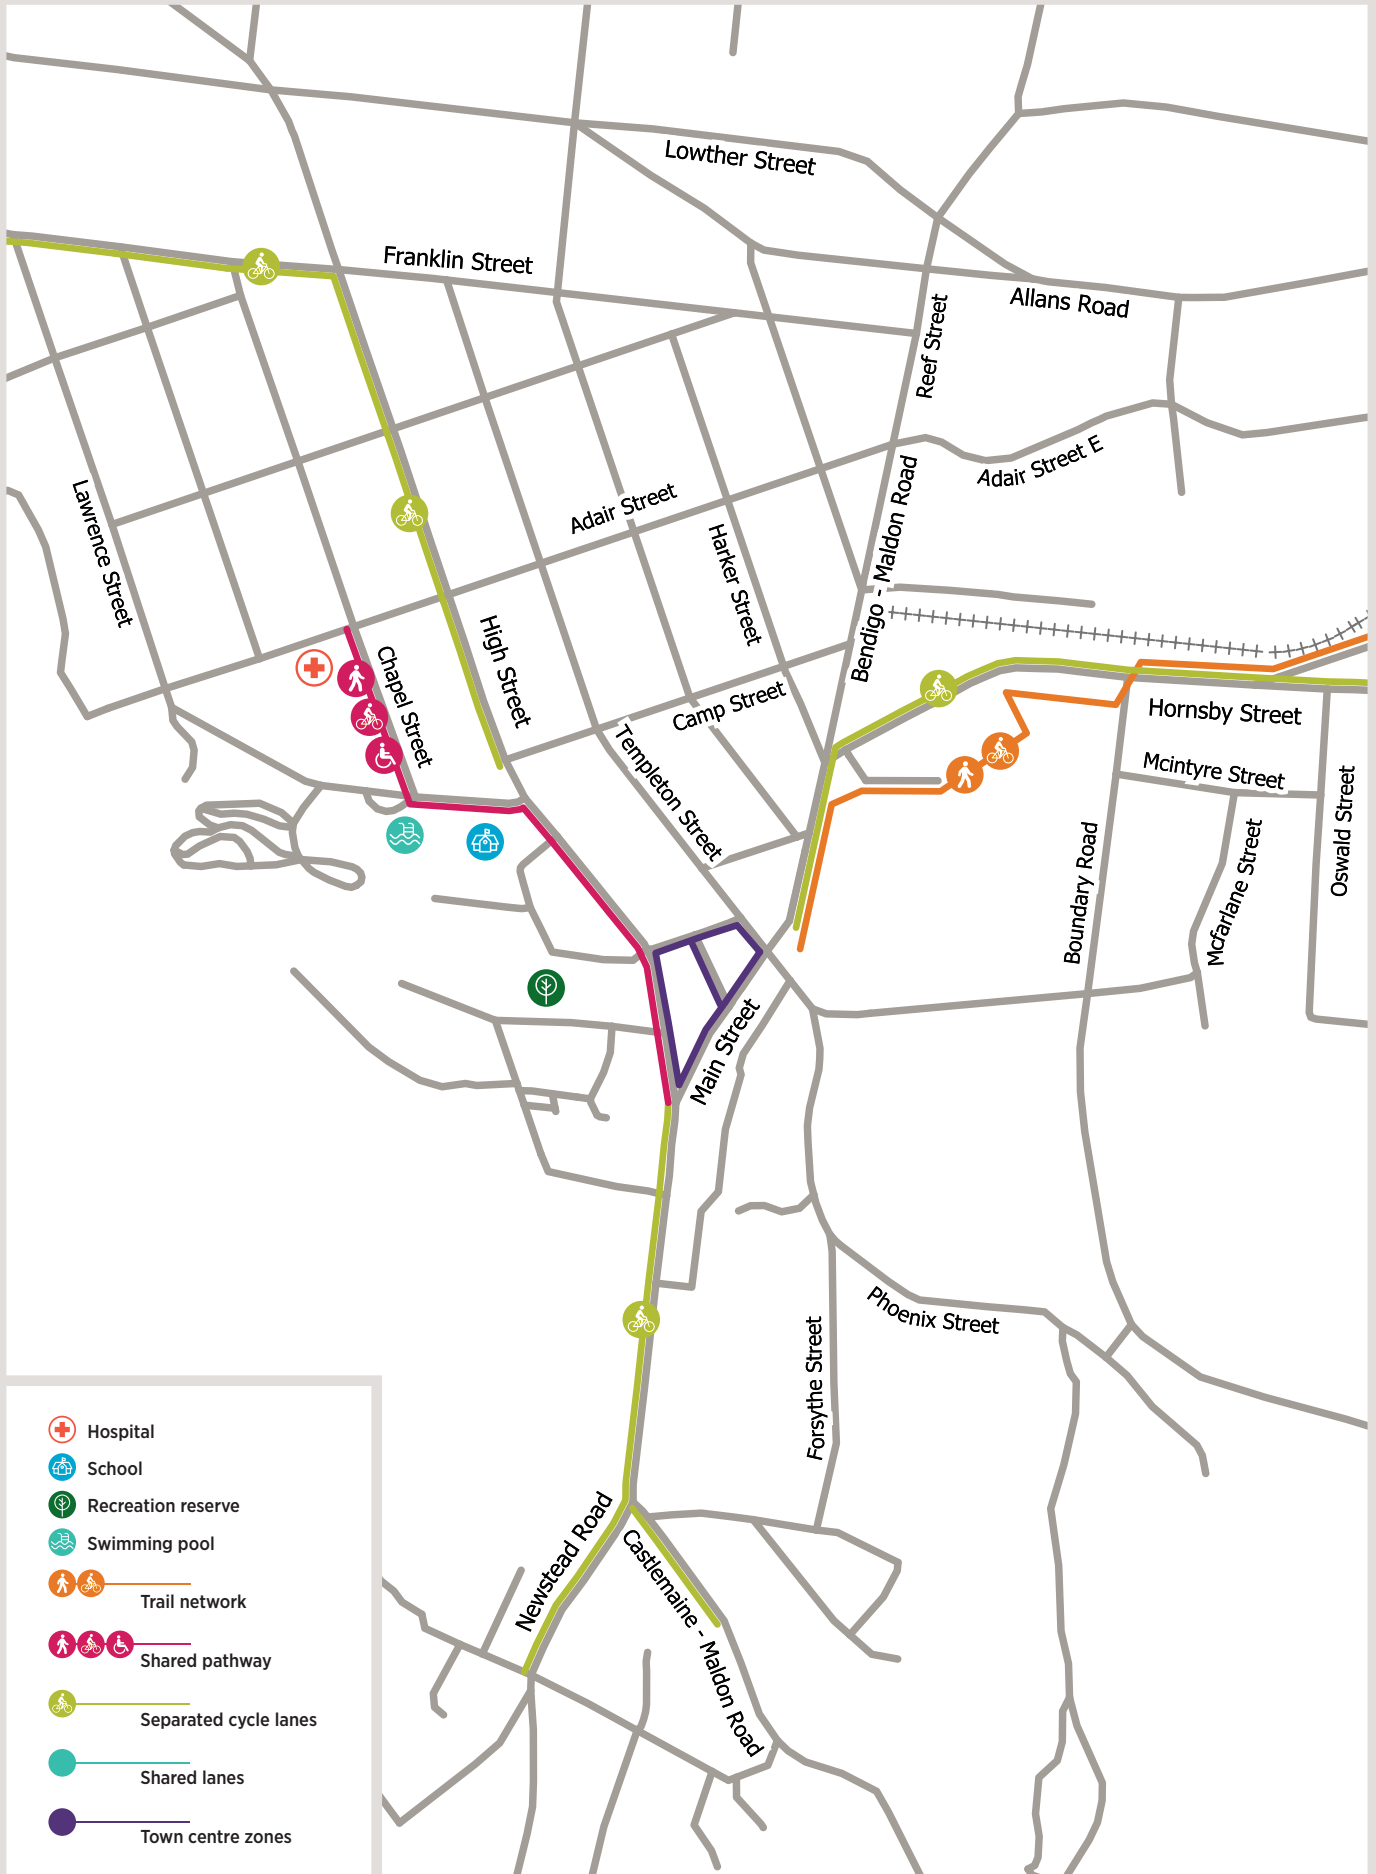 Lowther Street
Franklin Street
Allans Road
Reef Street
Adair Street E
Lawrence Street
Adair Street
Bendigo - Maldon Road
Harker Street
High Street
Chapel Street
Camp Street
Hornsby Street
Templeton Street
Mcintyre Street
Oswald Street
Boundary Road
Mcfarlane Street
Main Street
Phoenix Street
Forsythe Street
Newstead Road
Castlemaine - Maldon Road
Hospital
School
Recreation reserve
Swimming pool
Trail network
Shared pathway
Separated cycle lanes
Shared lanes
Town centre zones